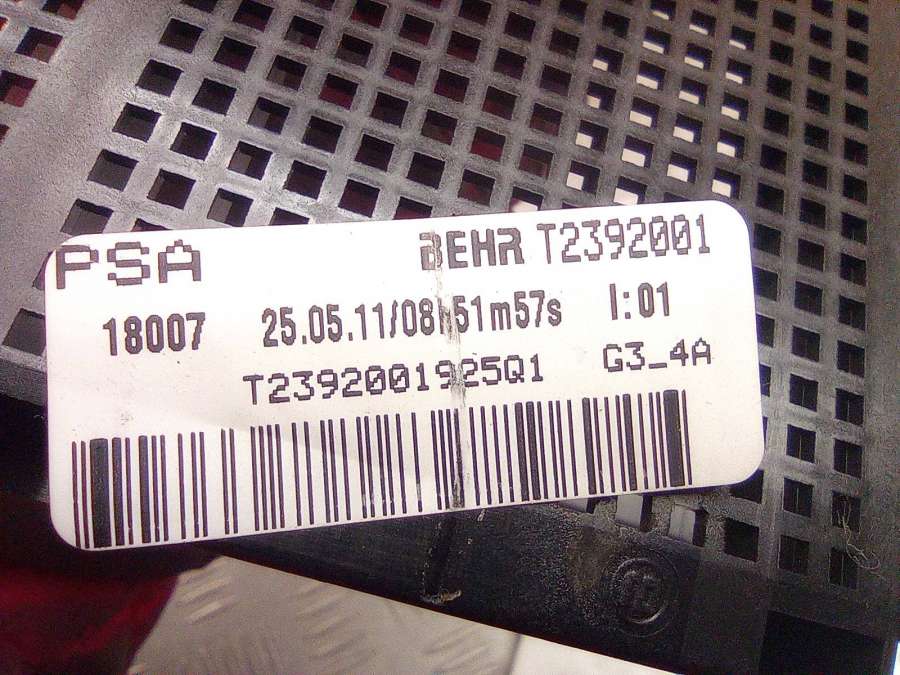 PSA BEHR T2392001
18007 25.05.11/08h51m57s I:01
T2392001925Q1 G3_4A